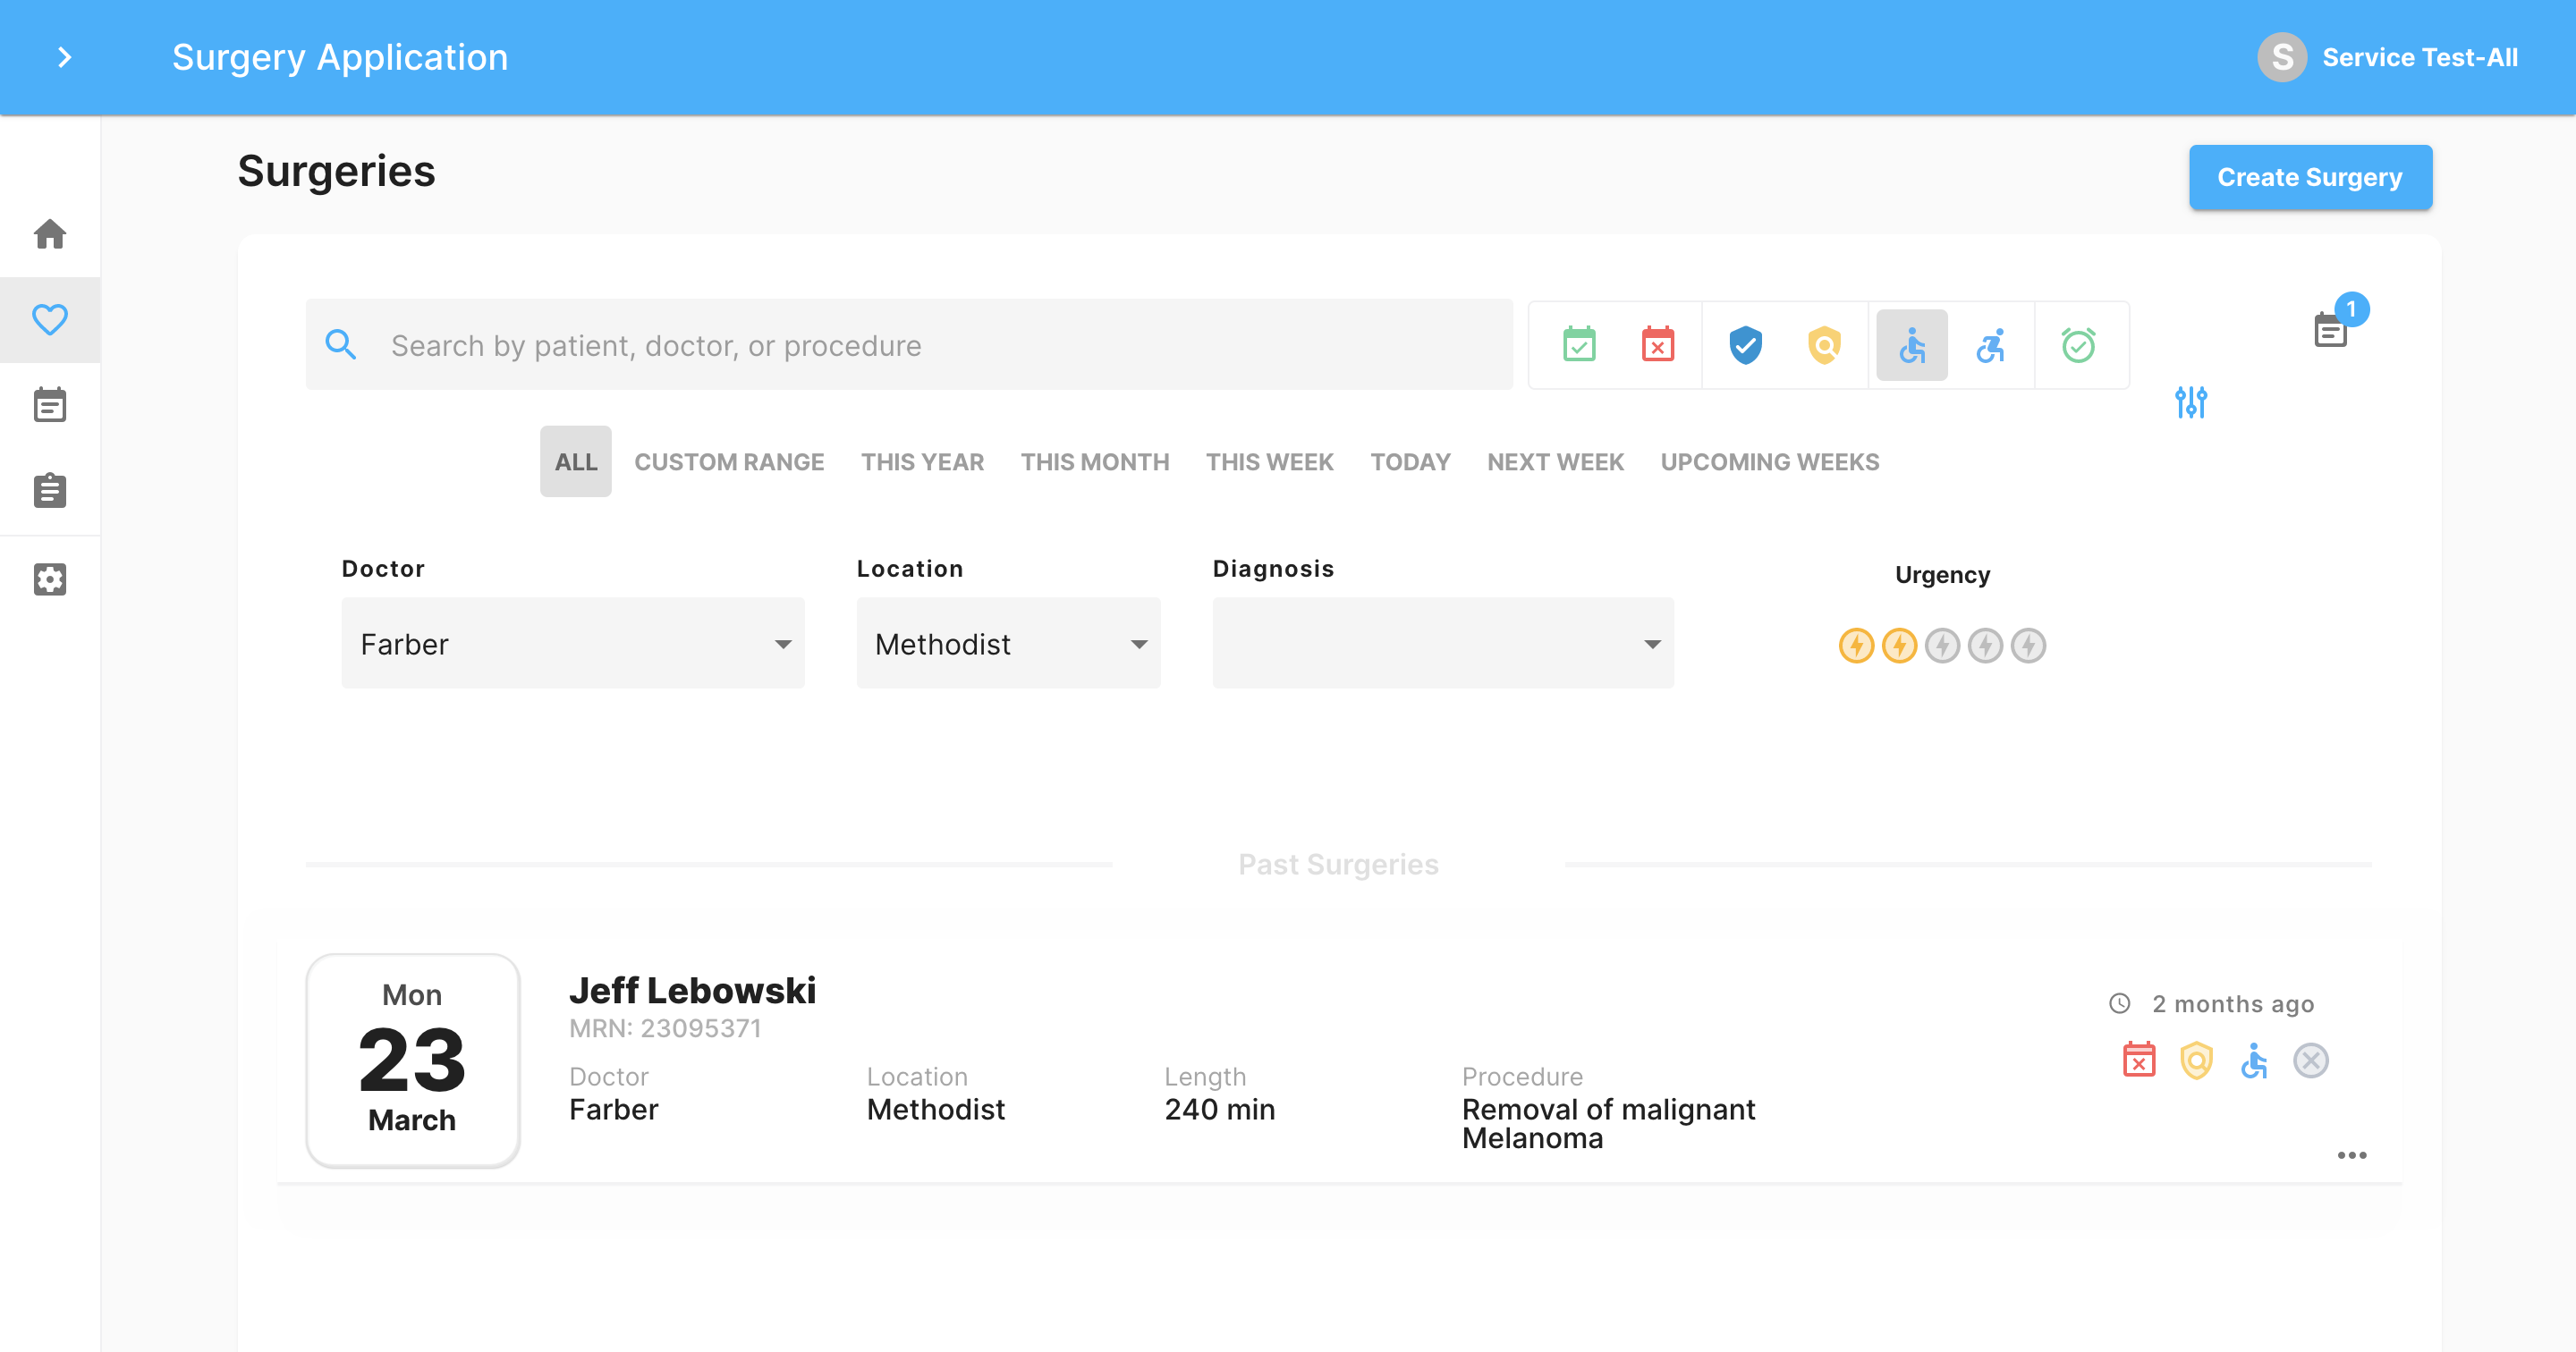 Surgery Application
S Service Test-All
Surgeries
Create Surgery
Search by patient, doctor, or procedure
1
ALL CUSTOM RANGE THIS YEAR THIS MONTH THIS WEEK TODAY NEXT WEEK UPCOMING WEEKS
Doctor Location Diagnosis Urgency
Farber Methodist
Past Surgeries
Mon
23
March
Jeff Lebowski
MRN: 23095371
Doctor Location Length Procedure
Farber Methodist 240 min Removal of malignant
Melanoma
2 months ago